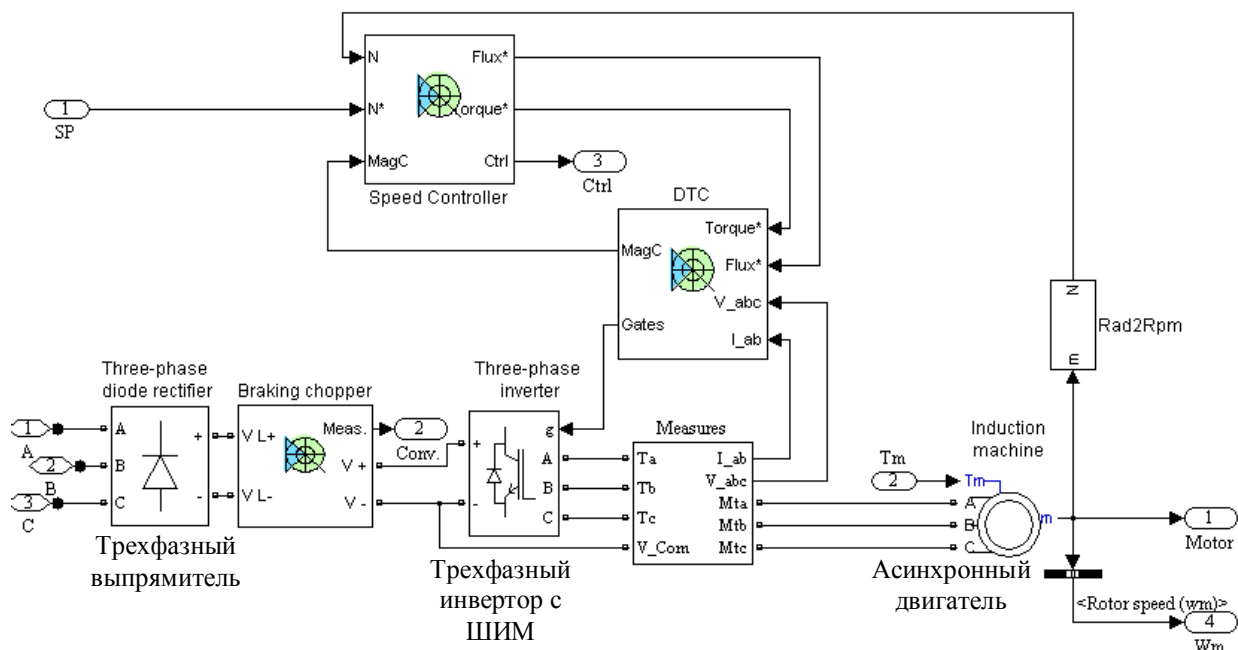 N
Flux*
1
SP
N*
orque*
MagC
Ctrl
3
Ctrl
Speed Controller
DTC
Torque*
MagC
Flux*
V_abc
Gates
I_ab
N
m
Rad2Rpm
Three-phase
diode rectifier
Braking chopper
Three-phase
inverter
Measures
Induction
machine
1
A
2
B
3
C
A
B
C
+
-
V L+
V L-
Meas.
V +
V -
2
Conv.
+
-
g
A
B
C
Ta
Tb
Tc
V_Com
I_ab
V_abc
Mta
Mtb
Mtc
Tm
2
Tm
A
B
C
m
1
Motor
<Rotor speed (wm)>
4
Wm
Трехфазный
выпрямитель
Трехфазный
инвертор с
ШИМ
Асинхронный
двигатель